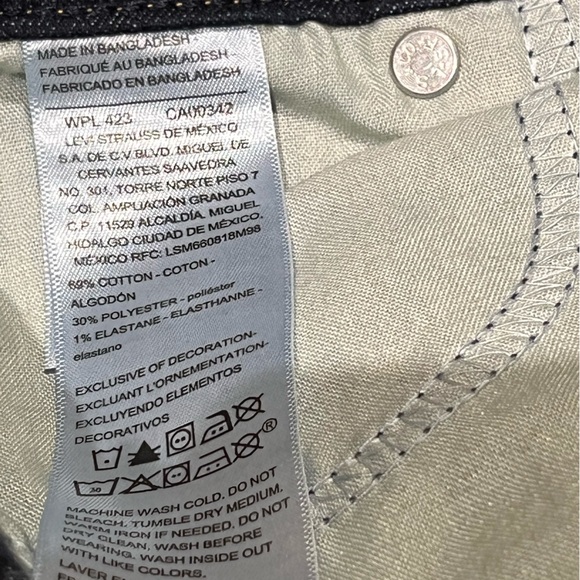 MADE IN BANGLADESH
FABRIQUÉ AU BANGLADESH
FABRICADO EN BANGLADESH
WPL 423 CA00342
LEVI STRAUSS DE MÉXICO
S.A. DE C.V. BLVD. MIGUEL DE
CERVANTES SAAVEDRA
NO. 301, TORRE NORTE PISO 7
COL. AMPLIACIÓN GRANADA
C.P. 11529 ALCALDÍA. MIGUEL
HIDALGO CIUDAD DE MÉXICO.
MÉXICO RFC: LSM660818M98
69% COTTON - COTON -
ALGODÓN
30% POLYESTER - poliéster
1% ELASTANE - ELASTHANNE -
elastano
EXCLUSIVE OF DECORATION-
EXCLUANT L'ORNEMENTATION-
EXCLUYENDO ELEMENTOS
DECORATIVOS
®
30
MACHINE WASH COLD. DO NOT
BLEACH. TUMBLE DRY MEDIUM.
WARM IRON IF NEEDED. DO NOT
DRY CLEAN. WASH BEFORE
WEARING. WASH INSIDE OUT
WITH LIKE COLORS.
LAVER